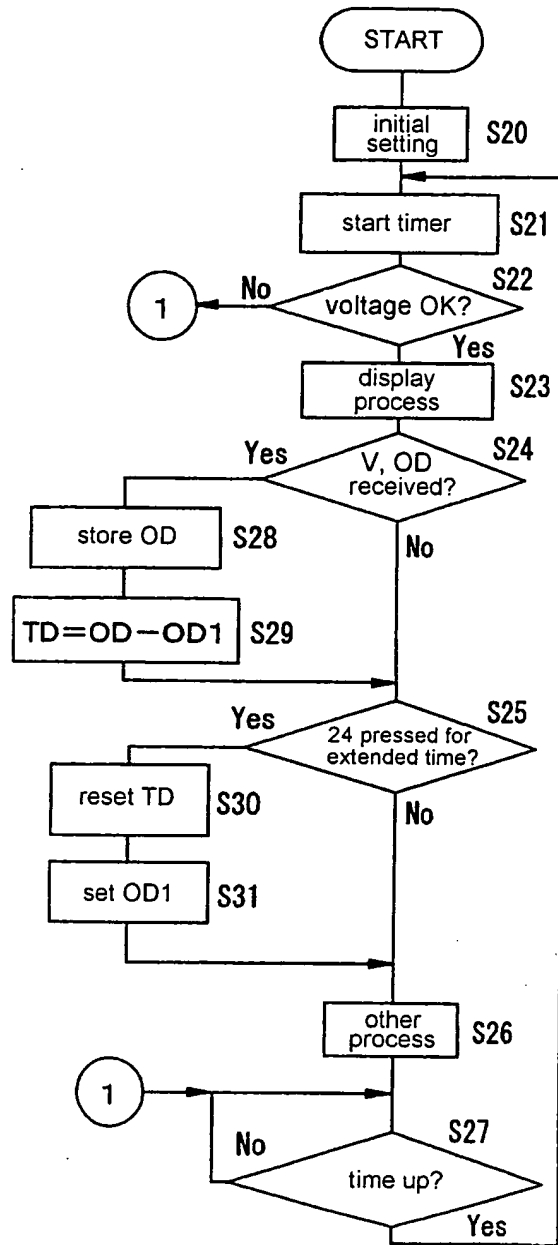 START
initial
setting
S20
start timer
S21
S22
No
1
voltage OK?
Yes
display
process
S23
S24
Yes
V, OD
received?
store OD
S28
No
TD=OD−OD1
S29
S25
Yes
24 pressed for
extended time?
reset TD
S30
No
set OD1
S31
other
process
S26
1
S27
No
time up?
Yes